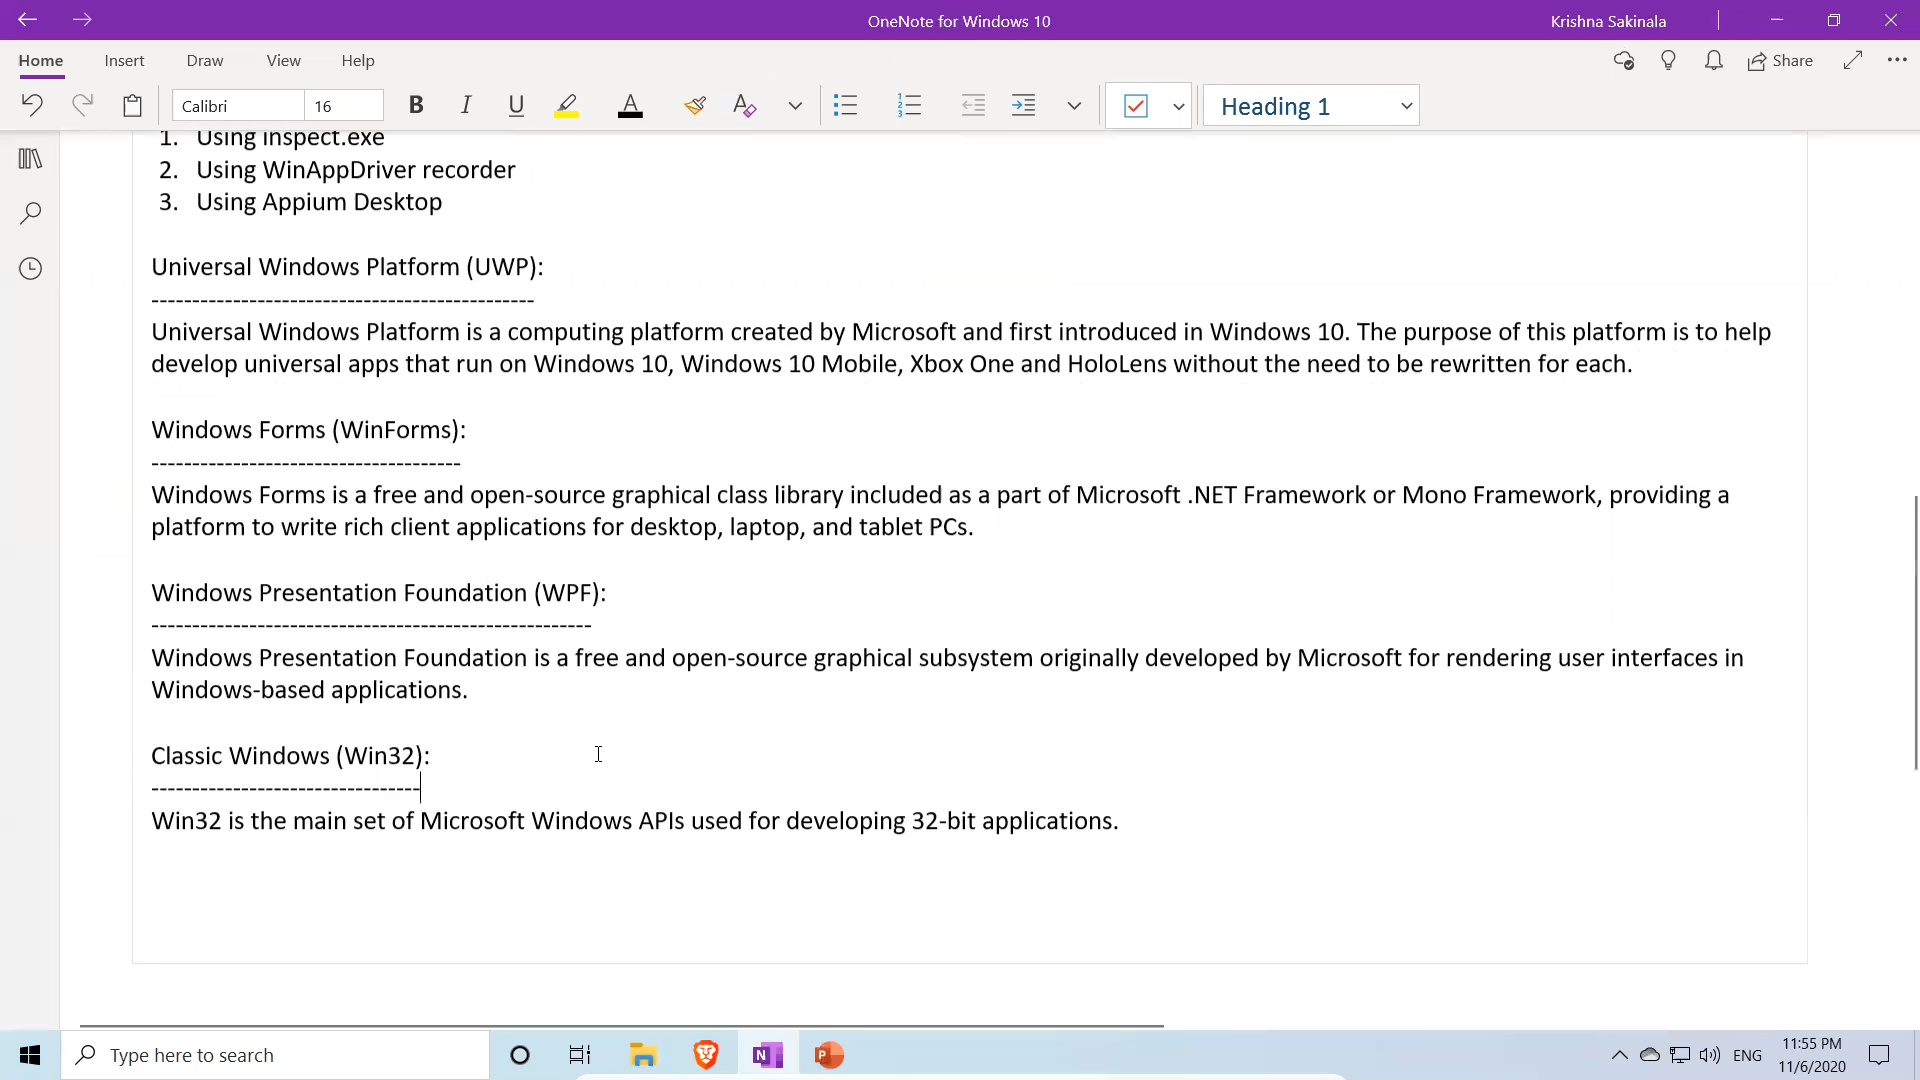 OneNote for Windows 10
Krishna Sakinala
Home Insert Draw View Help
Share
Calibri 16 B I U A A Heading 1
1. Using inspect.exe
2. Using WinAppDriver recorder
3. Using Appium Desktop
Universal Windows Platform (UWP):
-----------------------------------------------
Universal Windows Platform is a computing platform created by Microsoft and first introduced in Windows 10. The purpose of this platform is to help
develop universal apps that run on Windows 10, Windows 10 Mobile, Xbox One and HoloLens without the need to be rewritten for each.
Windows Forms (WinForms):
--------------------------------------
Windows Forms is a free and open-source graphical class library included as a part of Microsoft .NET Framework or Mono Framework, providing a
platform to write rich client applications for desktop, laptop, and tablet PCs.
Windows Presentation Foundation (WPF):
------------------------------------------------------
Windows Presentation Foundation is a free and open-source graphical subsystem originally developed by Microsoft for rendering user interfaces in
Windows-based applications.
Classic Windows (Win32):
---------------------------------
Win32 is the main set of Microsoft Windows APIs used for developing 32-bit applications.
Type here to search
N
P
ENG
11:55 PM
11/6/2020